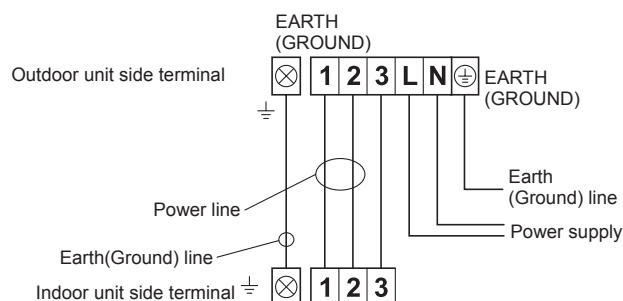 EARTH
(GROUND)
Outdoor unit side terminal
1 2 3 L N
EARTH
(GROUND)
Earth
(Ground) line
Power line
Power supply
Earth(Ground) line
Indoor unit side terminal
1 2 3